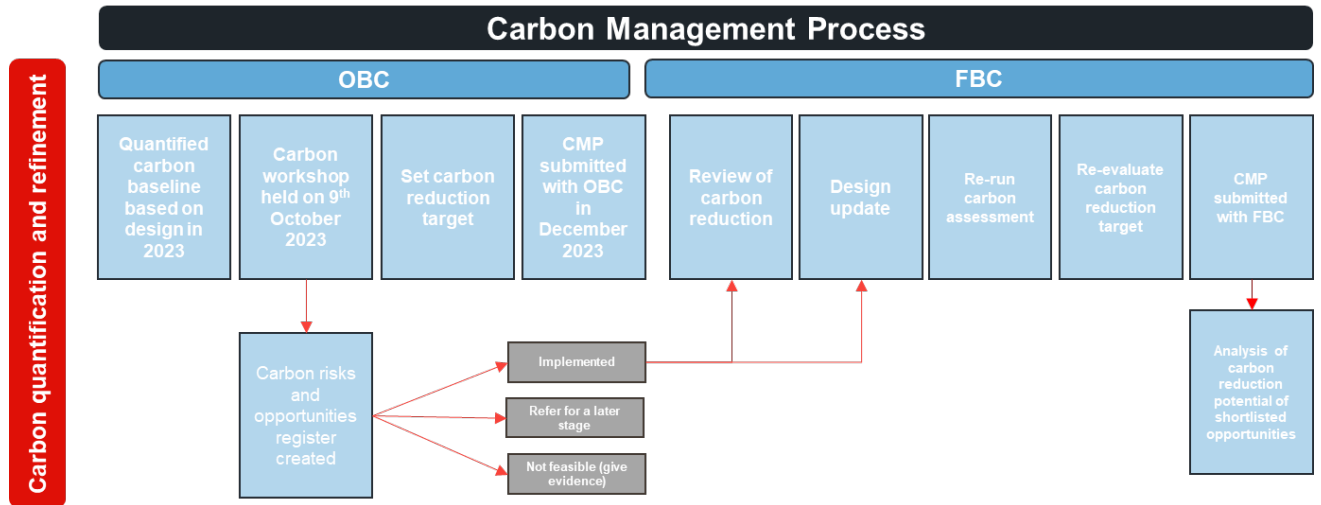 Carbon Management Process
Carbon quantification and refinement
OBC
FBC
Quantified
carbon
baseline
based on
design in
2023
Carbon
workshop
held on 9th
October
2023
Set carbon
reduction
target
CMP
submitted
with OBC
in
December
2023
Review of
carbon
reduction
Design
update
Re-run
carbon
assessment
Re-evaluate
carbon
reduction
target
CMP
submitted
with FBC
Carbon risks
and
opportunities
register
created
Implemented
Refer for a later
stage
Not feasible (give
evidence)
Analysis of
carbon
reduction
potential of
shortlisted
opportunities